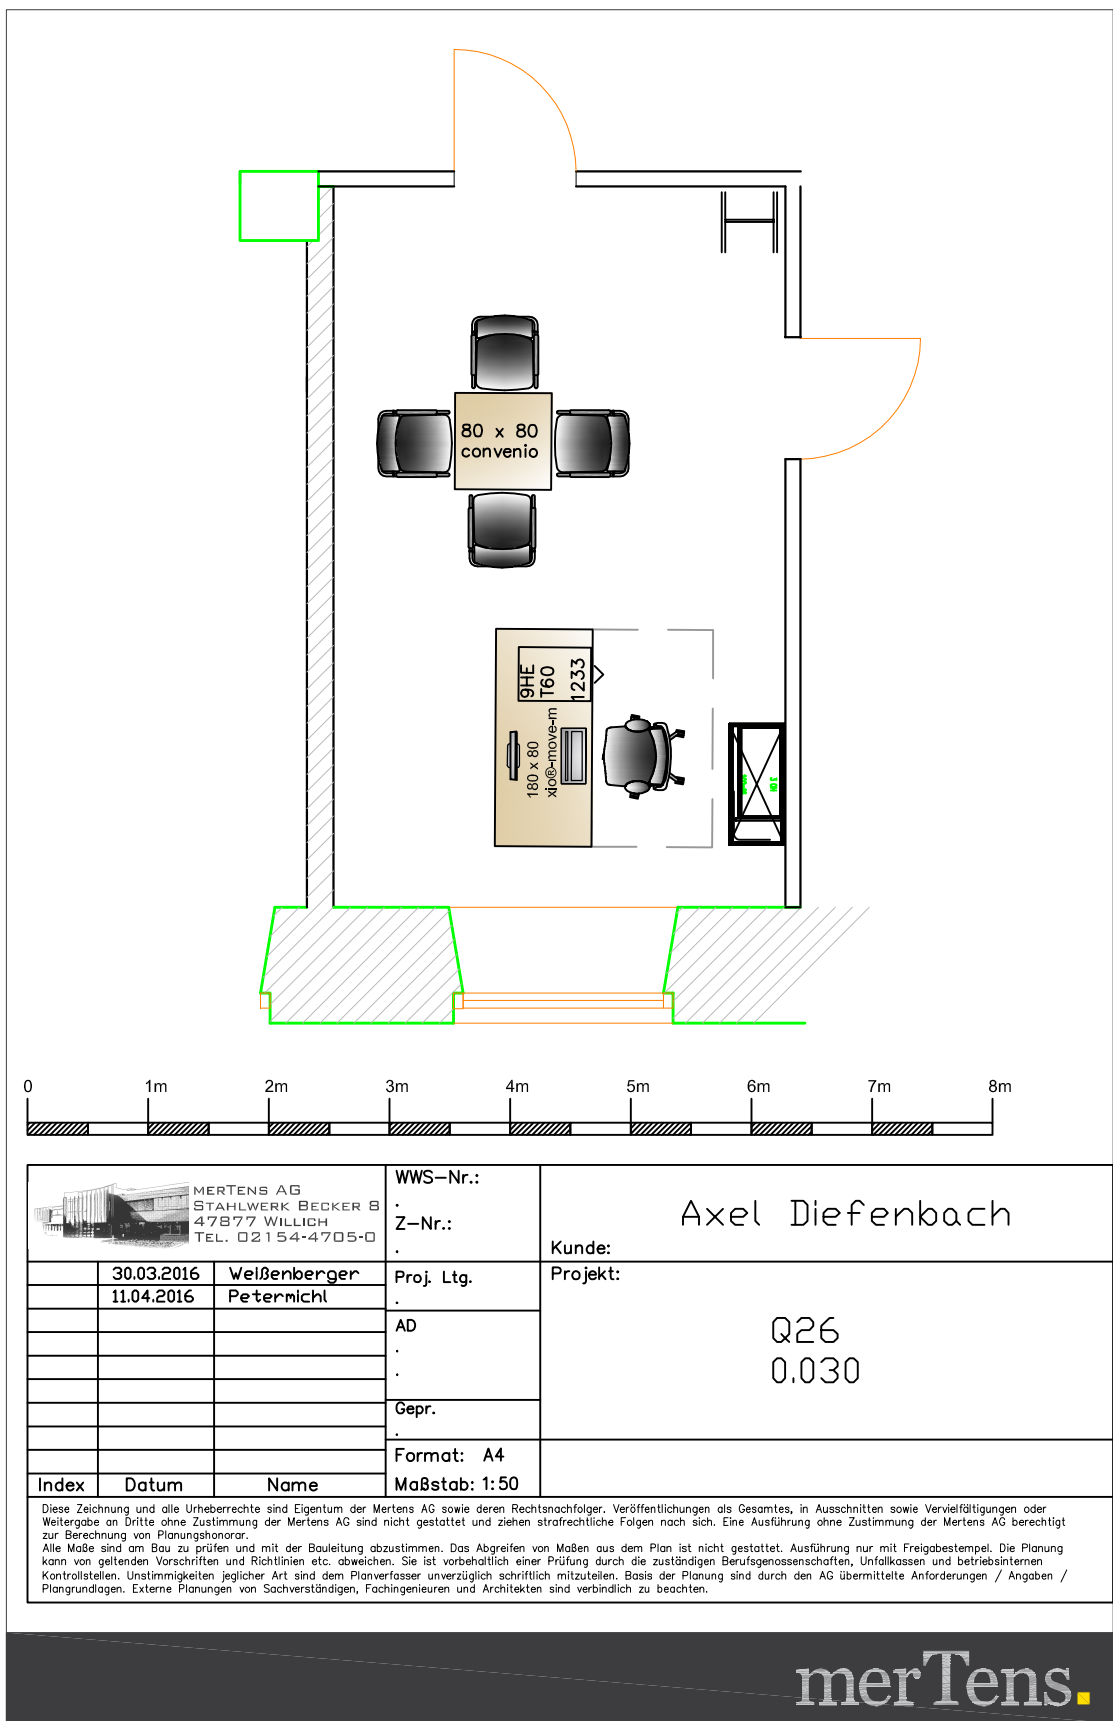 80 x 80
convenio
9HE
T60
1233
180 x 80
xio®-move-m
0 1m 2m 3m 4m 5m 6m 7m 8m
merTens AG
Stahlwerk Becker 8
47877 Willich
Tel. 02154-4705-0
WWS-Nr.:
.
Z-Nr.:
.
Axel Diefenbach
Kunde:
30.03.2016 Weißenberger
11.04.2016 Petermichl
Proj. Ltg.
.
AD
.
.
Gepr.
.
Format: A4
Maßstab: 1:50
Projekt:
Q26
0.030
Index Datum Name
Diese Zeichnung und alle Urheberrechte sind Eigentum der Mertens AG sowie deren Rechtsnachfolger. Veröffentlichungen als Gesamtes, in Ausschnitten sowie Vervielfältigungen oder
Weitergabe an Dritte ohne Zustimmung der Mertens AG sind nicht gestattet und ziehen strafrechtliche Folgen nach sich. Eine Ausführung ohne Zustimmung der Mertens AG berechtigt
zur Berechnung von Planungshonorar.
Alle Maße sind am Bau zu prüfen und mit der Bauleitung abzustimmen. Das Abgreifen von Maßen aus dem Plan ist nicht gestattet. Ausführung nur mit Freigabestempel. Die Planung
kann von geltenden Vorschriften und Richtlinien etc. abweichen. Sie ist vorbehaltlich einer Prüfung durch die zuständigen Berufsgenossenschaften, Unfallkassen und betriebsinternen
Kontrollstellen. Unstimmigkeiten jeglicher Art sind dem Planverfasser unverzüglich schriftlich mitzuteilen. Basis der Planung sind durch den AG übermittelte Anforderungen / Angaben /
Plangrundlagen. Externe Planungen von Sachverständigen, Fachingenieuren und Architekten sind verbindlich zu beachten.
merTens.